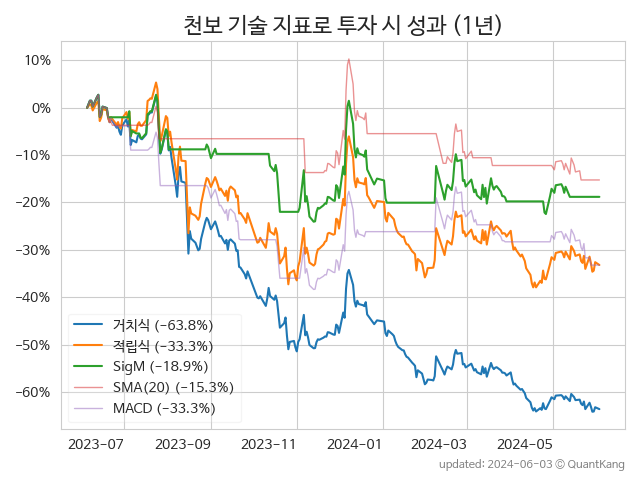 천보 기술 지표로 투자 시 성과 (1년)
10%
0%
−10%
−20%
−30%
−40%
−50%
−60%
거치식 (−63.8%)
적립식 (−33.3%)
SigM (−18.9%)
SMA(20) (−15.3%)
MACD (−33.3%)
2023−07
2023−09
2023−11
2024−01
2024−03
2024−05
updated: 2024-06-03 ⓒ QuantKang